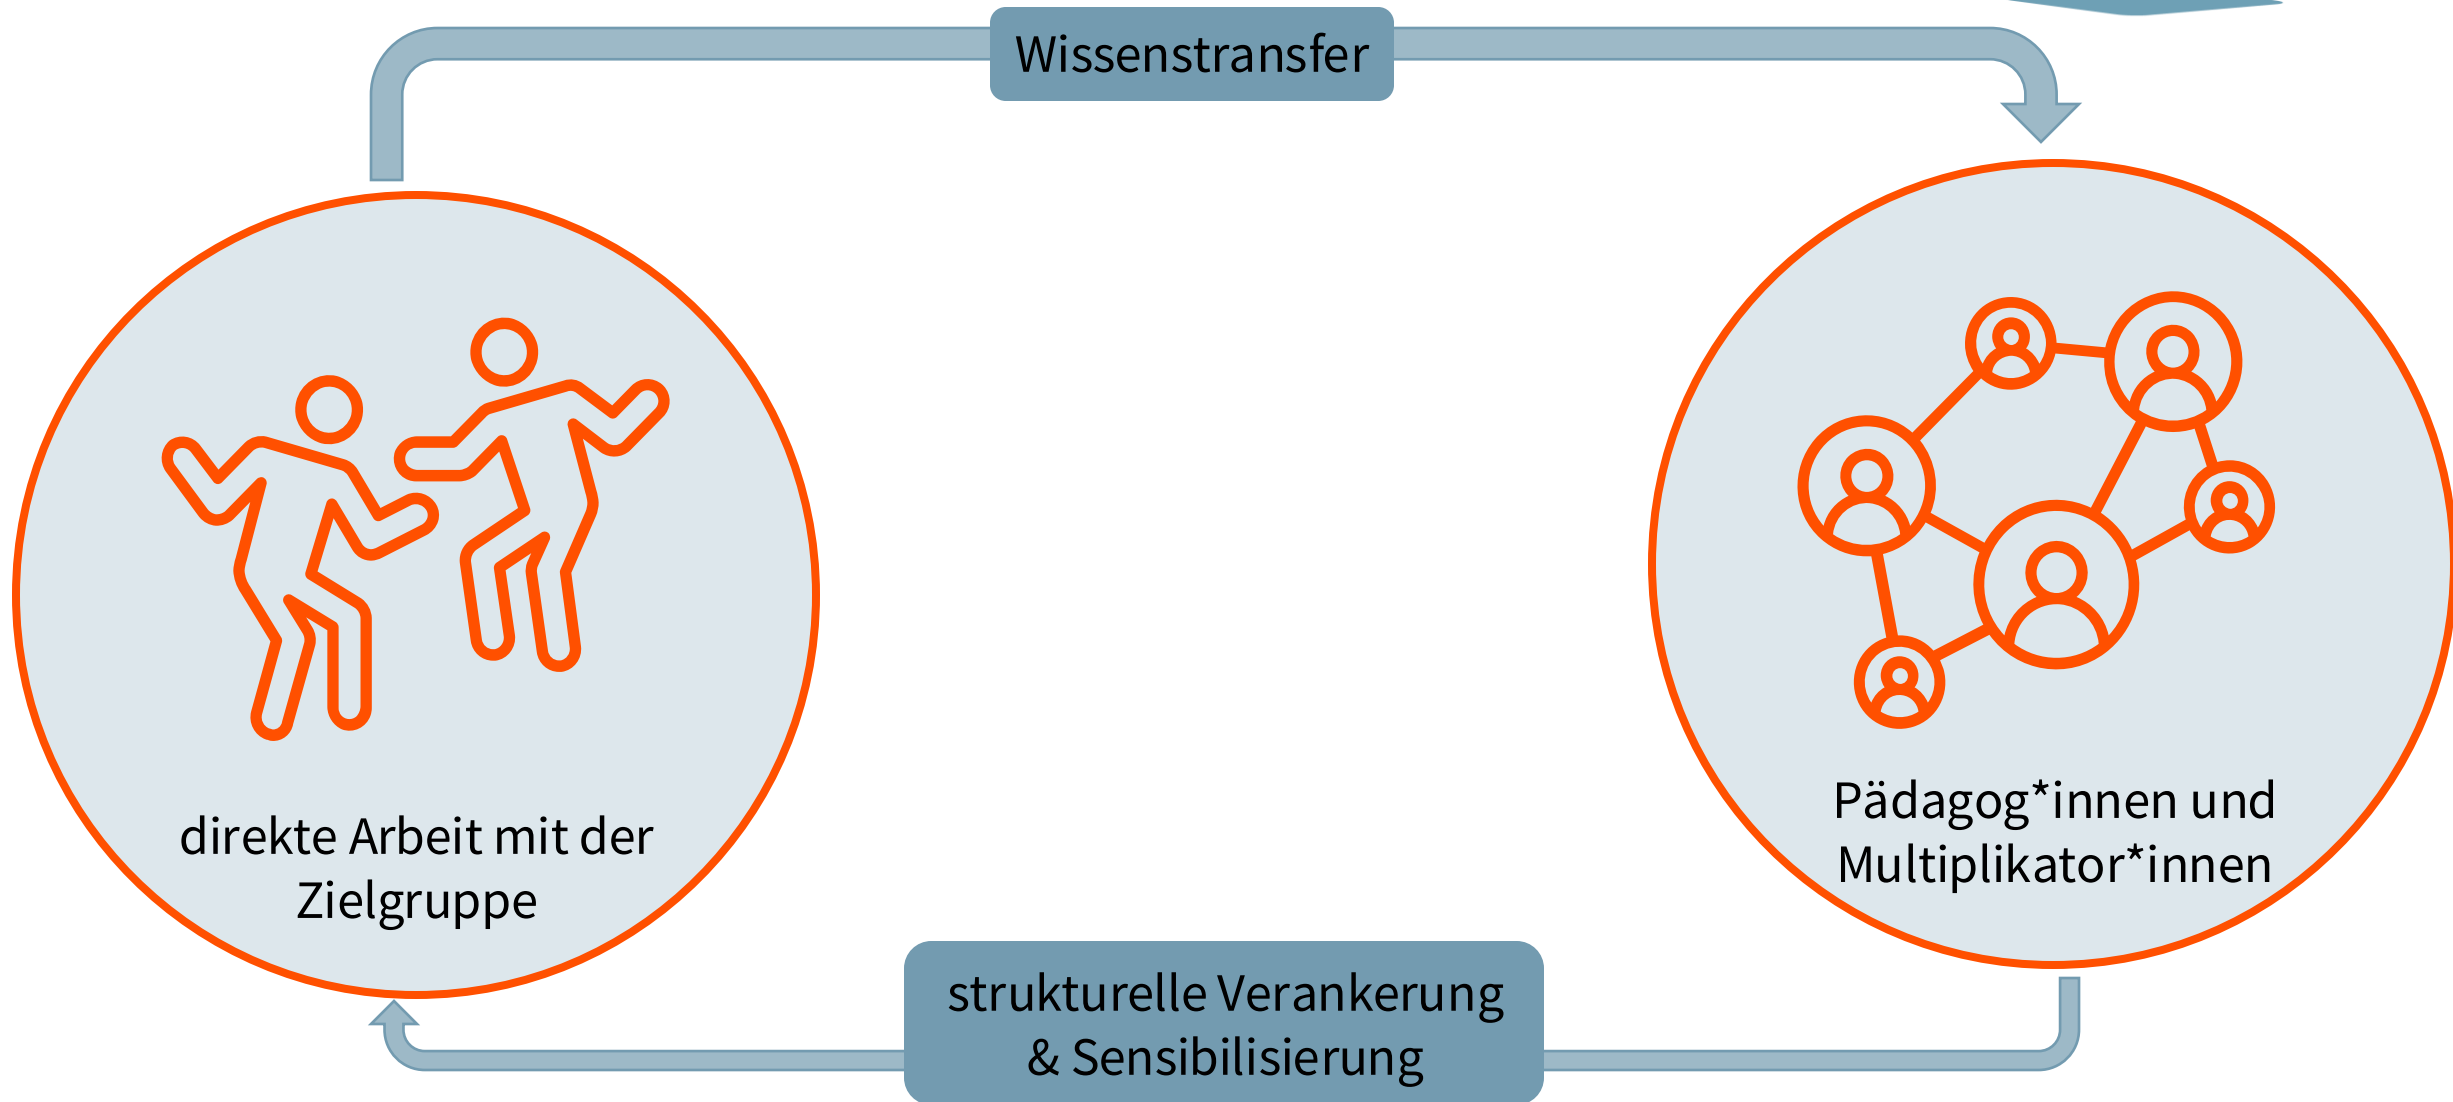 Wissenstransfer
direkte Arbeit mit der
Zielgruppe
Pädagog*innen und
Multiplikator*innen
strukturelle Verankerung
& Sensibilisierung